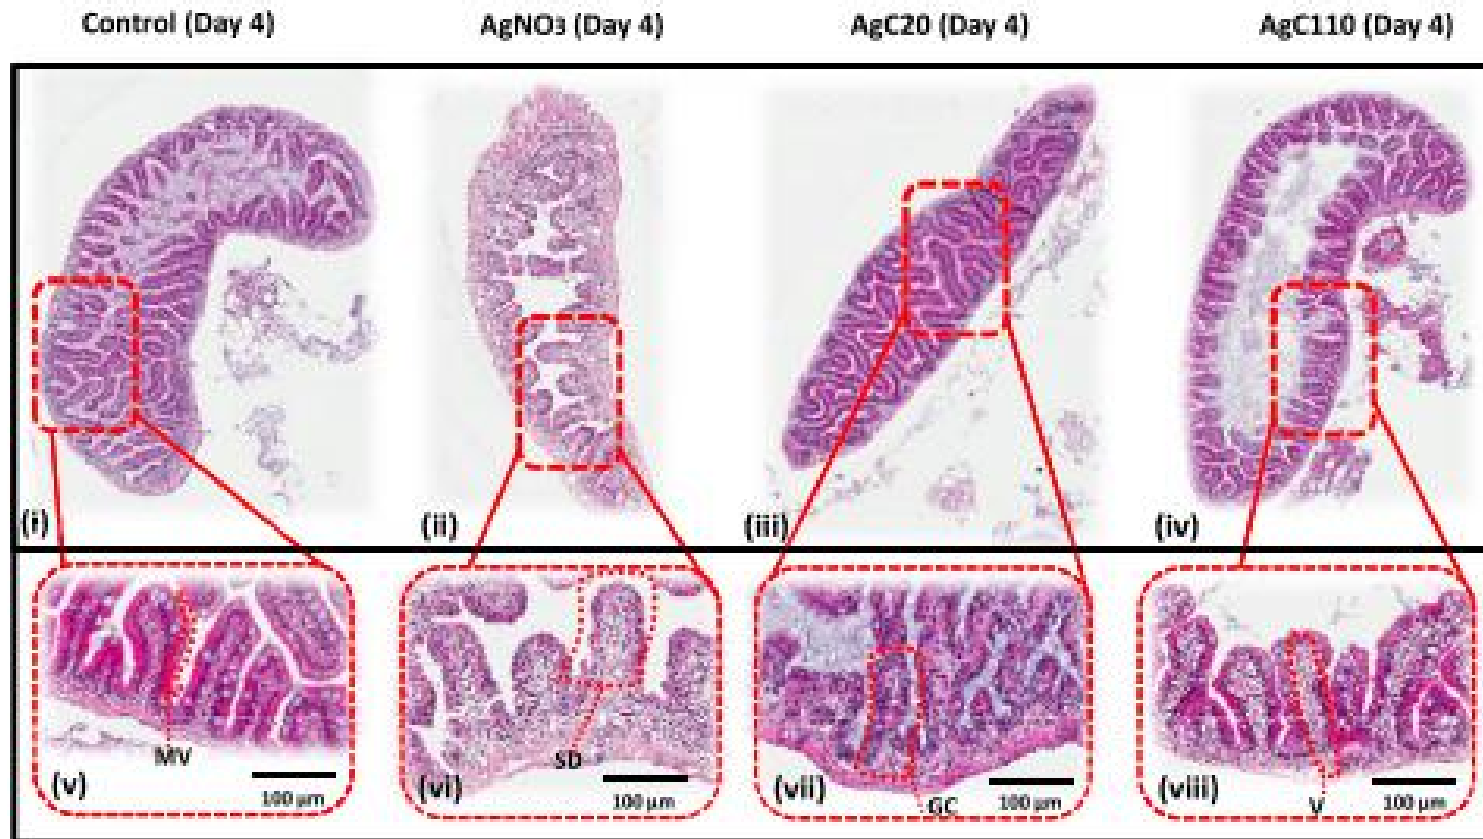 Control (Day 4)
AgNO3 (Day 4)
AgC20 (Day 4)
AgC110 (Day 4)
(i)
(ii)
(iii)
(iv)
MV
SD
GC
V
(v)
100 µm
(vi)
100 µm
(vii)
100 µm
(viii)
100 µm